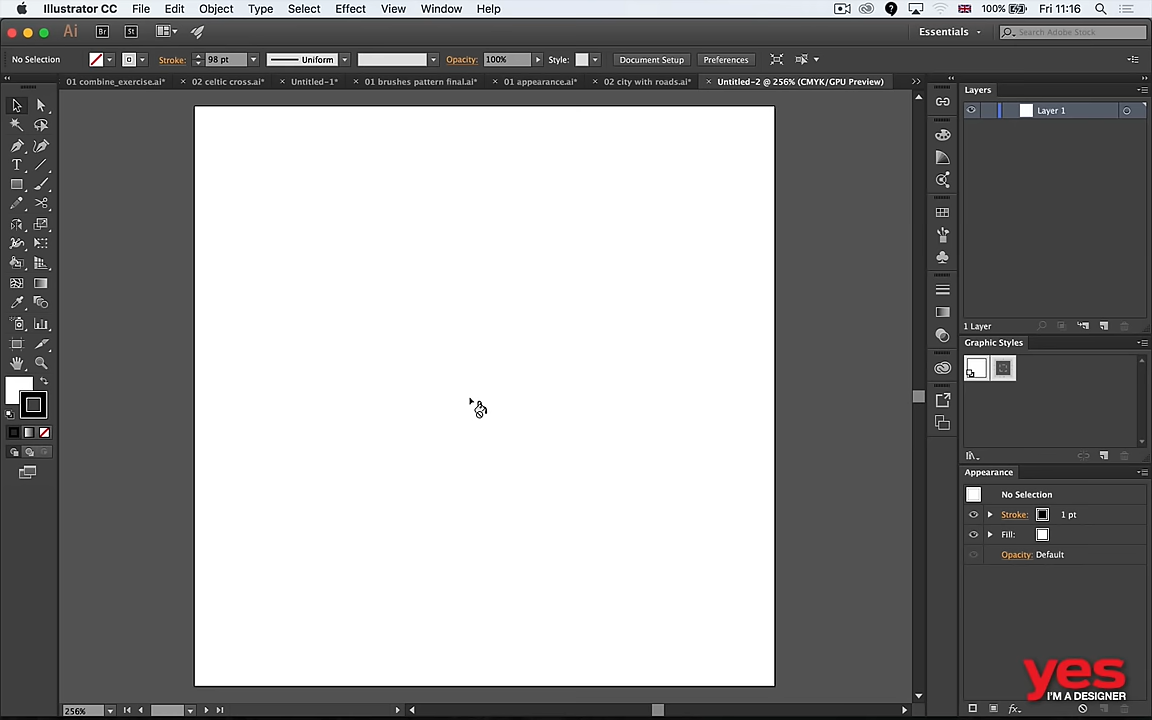 Illustrator CC File Edit Object Type Select Effect View Window Help 100% Fri 11:16
Ai Br St Essentials Search Adobe Stock
No Selection Stroke: 98 pt Uniform Opacity: 100% Style: Document Setup Preferences
01 combine_exercise.ai* × 02 celtic cross.ai* × Untitled-1* × 01 brushes pattern final.ai* × 01 appearance.ai* × 02 city with roads.ai* × Untitled-2 @ 256% (CMYK/GPU Preview)
Layers
Layer 1
1 Layer
Graphic Styles
Appearance
No Selection
Stroke: 1 pt
Fill:
Opacity: Default
yes
I'M A DESIGNER
256%